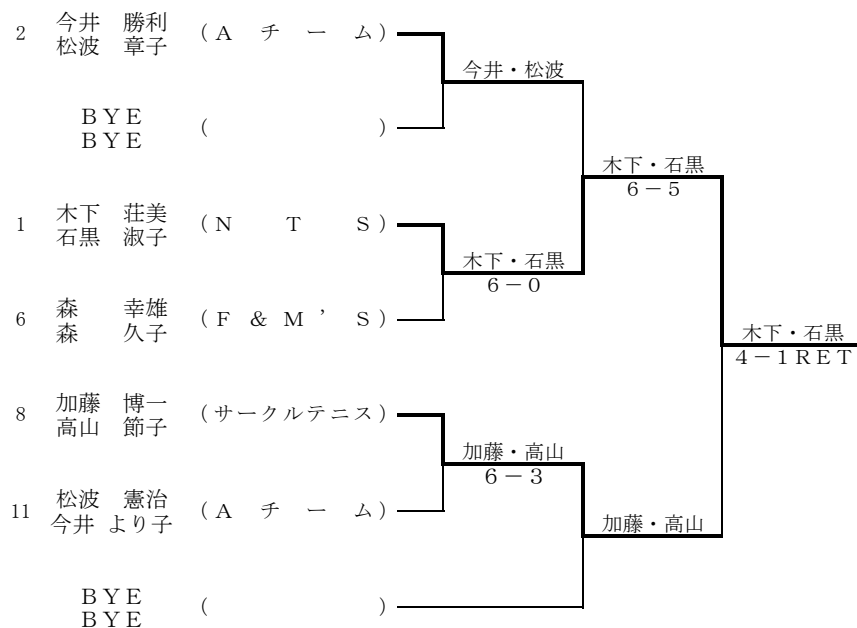 2 今井　勝利 (Aチーム)
松波　章子
今井・松波
BYE ( )
BYE
木下・石黒
6－5
1 木下　荘美 (NTS)
石黒　淑子
木下・石黒
6－0
6 森　幸雄 (F&M'S)
森　久子
木下・石黒
4－1RET
8 加藤　博一 (サークルテニス)
高山　節子
加藤・高山
6－3
11 松波　憲治 (Aチーム)
今井 より子
加藤・高山
BYE ( )
BYE